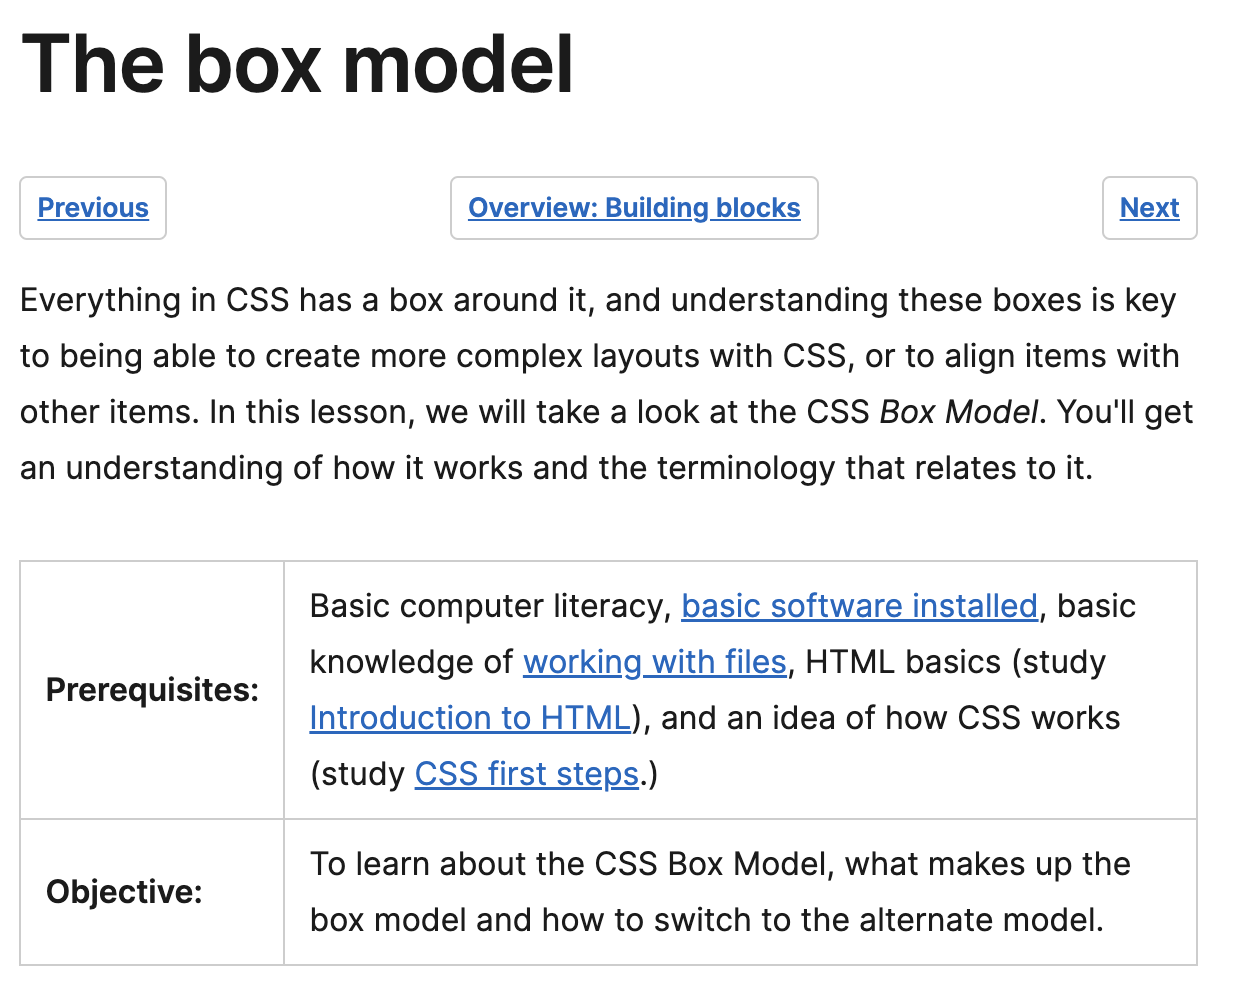 The box model
Previous
Overview: Building blocks
Next
Everything in CSS has a box around it, and understanding these boxes is key
to being able to create more complex layouts with CSS, or to align items with
other items. In this lesson, we will take a look at the CSS Box Model. You'll get
an understanding of how it works and the terminology that relates to it.
Prerequisites:
Basic computer literacy, basic software installed, basic
knowledge of working with files, HTML basics (study
Introduction to HTML), and an idea of how CSS works
(study CSS first steps.)
Objective:
To learn about the CSS Box Model, what makes up the
box model and how to switch to the alternate model.